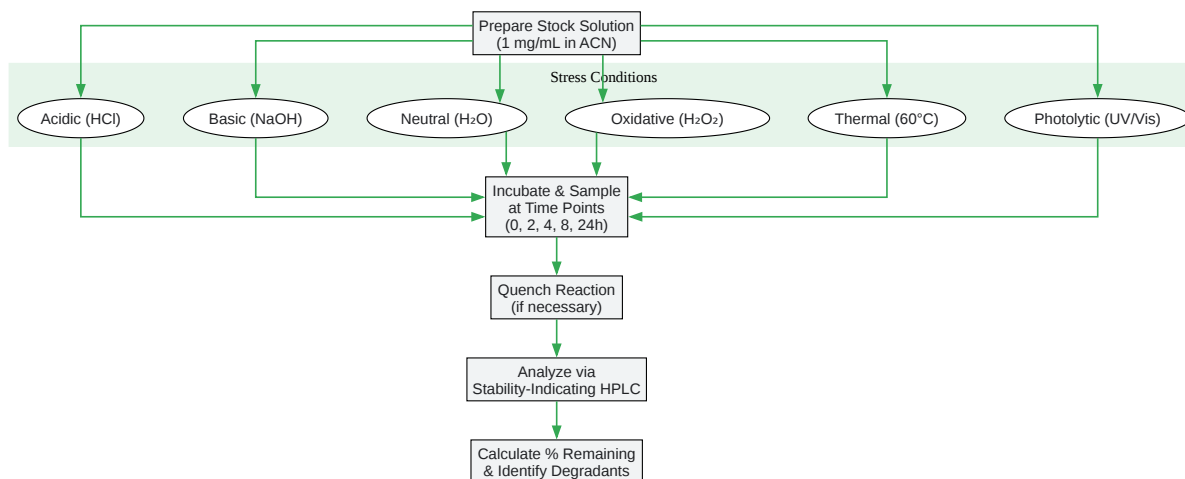 Prepare Stock Solution
(1 mg/mL in ACN)
Stress Conditions
Acidic (HCl)
Basic (NaOH)
Neutral (H₂O)
Oxidative (H₂O₂)
Thermal (60°C)
Photolytic (UV/Vis)
Incubate & Sample
at Time Points
(0, 2, 4, 8, 24h)
Quench Reaction
(if necessary)
Analyze via
Stability-Indicating HPLC
Calculate % Remaining
& Identify Degradants